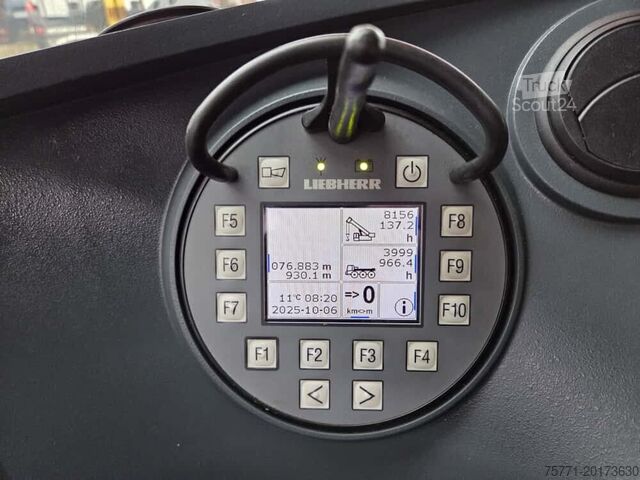 Truck
Scout24
LIEBHERR
F5
F8
8156
137.2
h
F6
F9
076.883 m
930.1 m
3999
966.4
h
F7
F10
11°C 08:20
2025-10-06
=> 0
km<>m
i
F1 F2 F3 F4
< >
75771-20173630